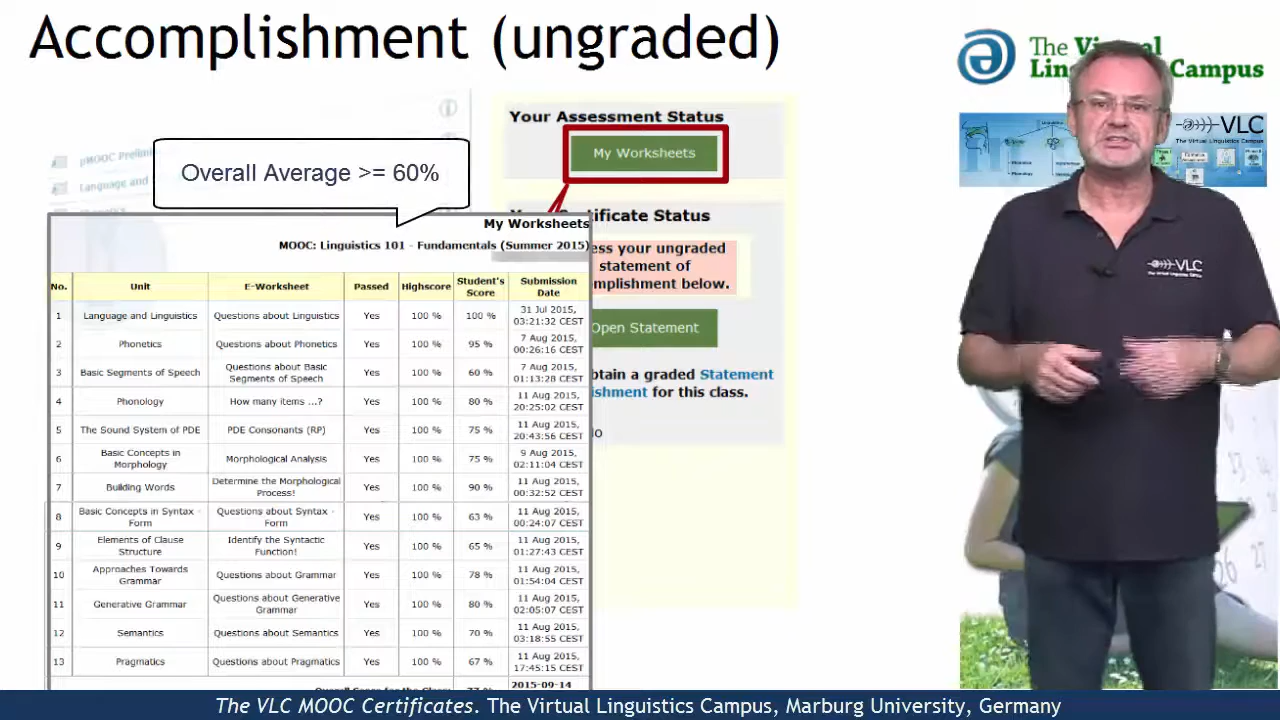 Accomplishment (ungraded)
The Virtual
Linguistics Campus
VLC
The Virtual Linguistics Campus
Your Assessment Status
My Worksheets
Overall Average >= 60%
Certificate Status
ess your ungraded
statement of
mplishment below.
Open Statement
btain a graded Statement
ishment for this class.
My Worksheets
MOOC: Linguistics 101 - Fundamentals (Summer 2015)
No. Unit E-Worksheet Passed Highscore Student's Score Submission Date
1 Language and Linguistics Questions about Linguistics Yes 100 % 100 % 31 Jul 2015, 03:21:32 CEST
2 Phonetics Questions about Phonetics Yes 100 % 95 % 7 Aug 2015, 00:26:16 CEST
3 Basic Segments of Speech Questions about Basic Segments of Speech Yes 100 % 60 % 7 Aug 2015, 01:13:28 CEST
4 Phonology How many items ...? Yes 100 % 80 % 11 Aug 2015, 20:25:02 CEST
5 The Sound System of PDE PDE Consonants (RP) Yes 100 % 75 % 11 Aug 2015, 20:43:56 CEST
6 Basic Concepts in Morphology Morphological Analysis Yes 100 % 75 % 9 Aug 2015, 02:11:04 CEST
7 Building Words Determine the Morphological Process! Yes 100 % 90 % 11 Aug 2015, 00:32:52 CEST
8 Basic Concepts in Syntax - Form Questions about Syntax - Form Yes 100 % 63 % 11 Aug 2015, 00:24:07 CEST
9 Elements of Clause Structure Identify the Syntactic Function! Yes 100 % 65 % 11 Aug 2015, 01:27:43 CEST
10 Approaches Towards Grammar Questions about Grammar Yes 100 % 78 % 11 Aug 2015, 01:54:04 CEST
11 Generative Grammar Questions about Generative Grammar Yes 100 % 80 % 11 Aug 2015, 02:05:07 CEST
12 Semantics Questions about Semantics Yes 100 % 70 % 11 Aug 2015, 03:18:55 CEST
13 Pragmatics Questions about Pragmatics Yes 100 % 67 % 11 Aug 2015, 17:45:15 CEST
2015-09-14
VLC
The VLC MOOC Certificates. The Virtual Linguistics Campus, Marburg University, Germany